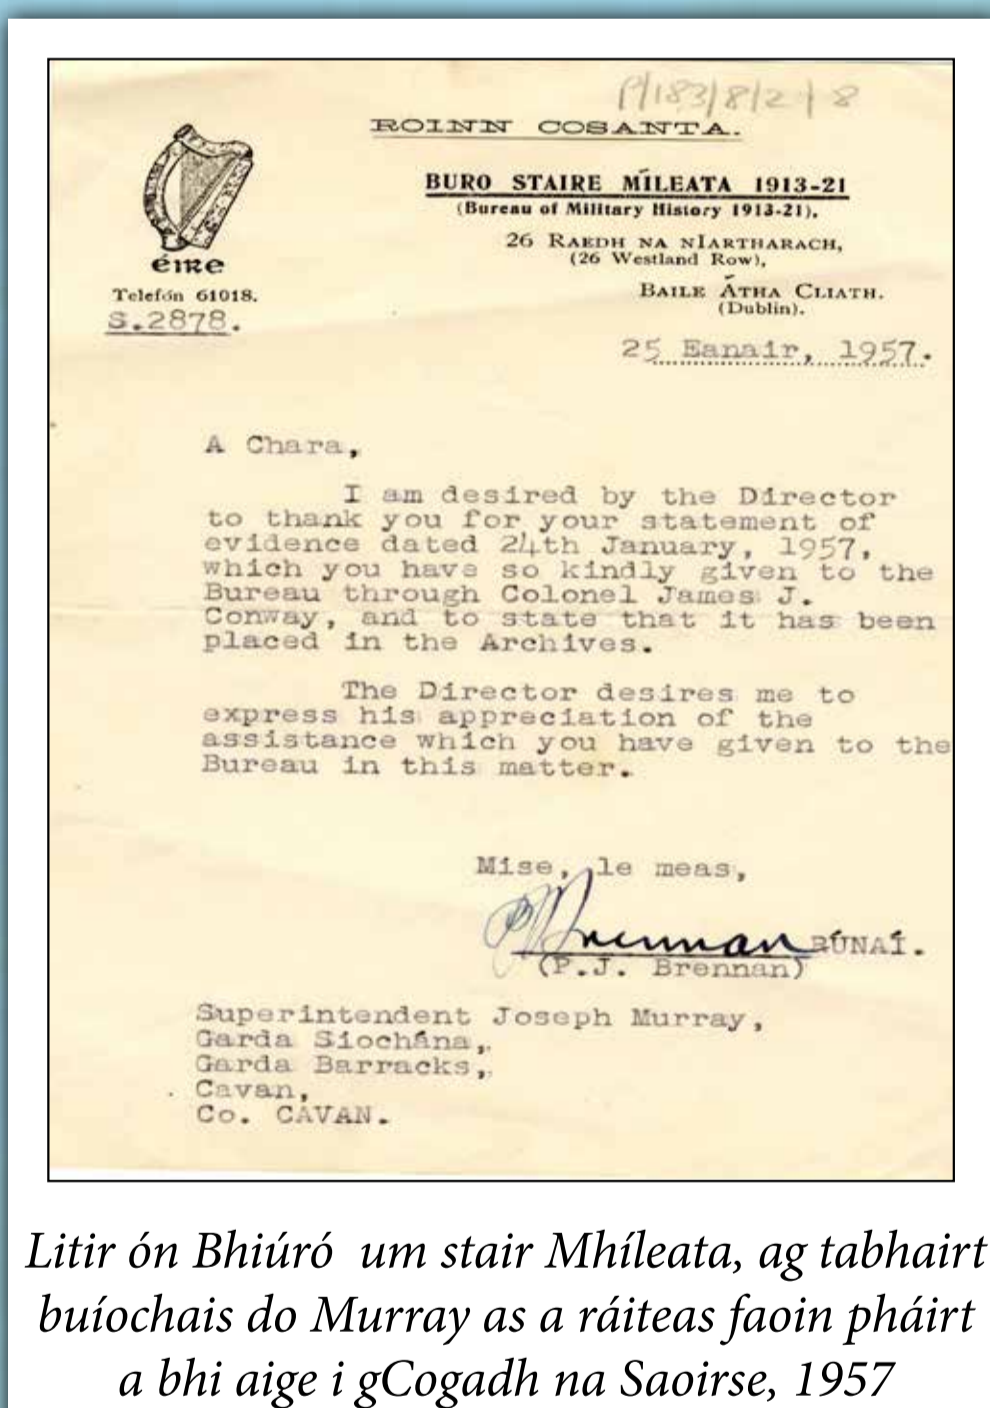 P/183/8/2/8
ROINN COSANTA.
BURO STAIRE MÍLEATA 1913-21
(Bureau of Military History 1913-21).
26 RAEDH NA NIARTHARACH,
(26 Westland Row),
BAILE ÁTHA CLIATH.
(Dublin).
éire
Telefón 61018.
S.2878.
25 Eanair, 1957.
A Chara,
I am desired by the Director
to thank you for your statement of
evidence dated 24th January, 1957,
which you have so kindly given to the
Bureau through Colonel James J.
Conway, and to state that it has been
placed in the Archives.
The Director desires me to
express his appreciation of the
assistance which you have given to the
Bureau in this matter.
Mise, le meas,
PJ Brennan RÚNAÍ.
(P.J. Brennan)
Superintendent Joseph Murray,
Garda Síochána,
Garda Barracks,
Cavan,
Co. CAVAN.
Litir ón Bhiúró um stair Mhíleata, ag tabhairt
buíochais do Murray as a ráiteas faoin pháirt
a bhi aige i gCogadh na Saoirse, 1957